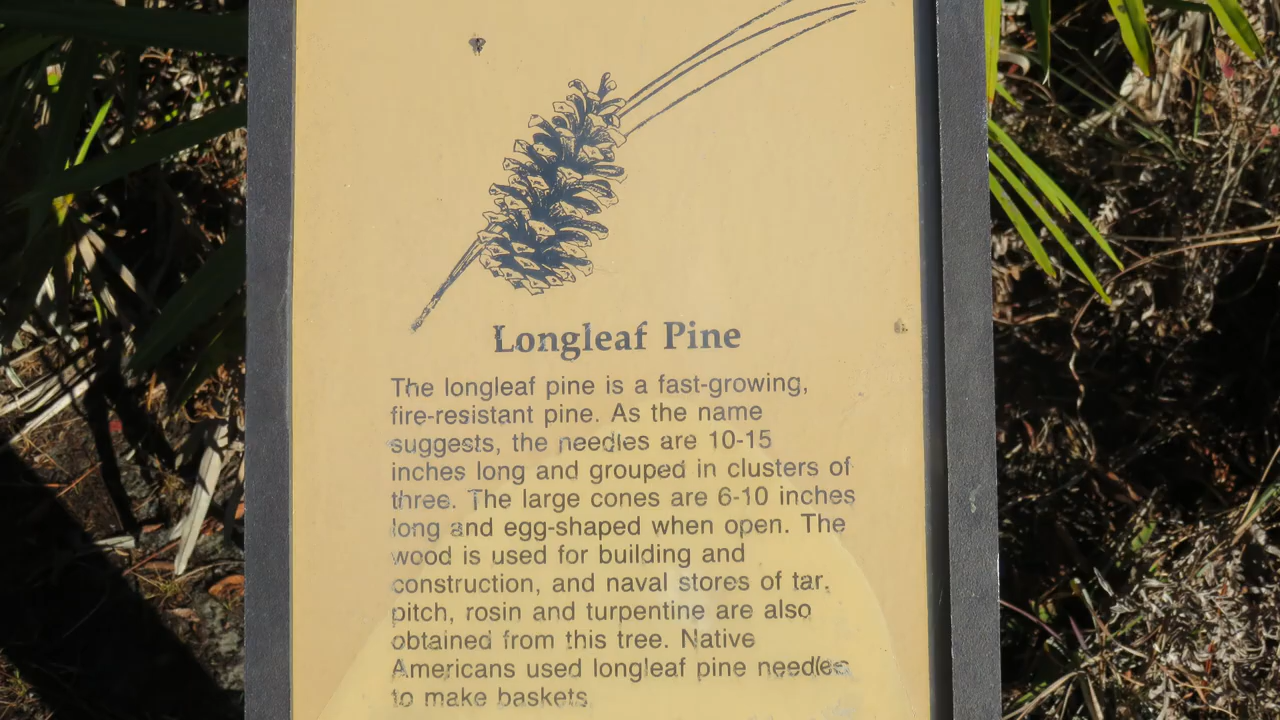 Longleaf Pine
The longleaf pine is a fast-growing,
fire-resistant pine. As the name
suggests, the needles are 10-15
inches long and grouped in clusters of
three. The large cones are 6-10 inches
long and egg-shaped when open. The
wood is used for building and
construction, and naval stores of tar,
pitch, rosin and turpentine are also
obtained from this tree. Native
Americans used longleaf pine needles
to make baskets